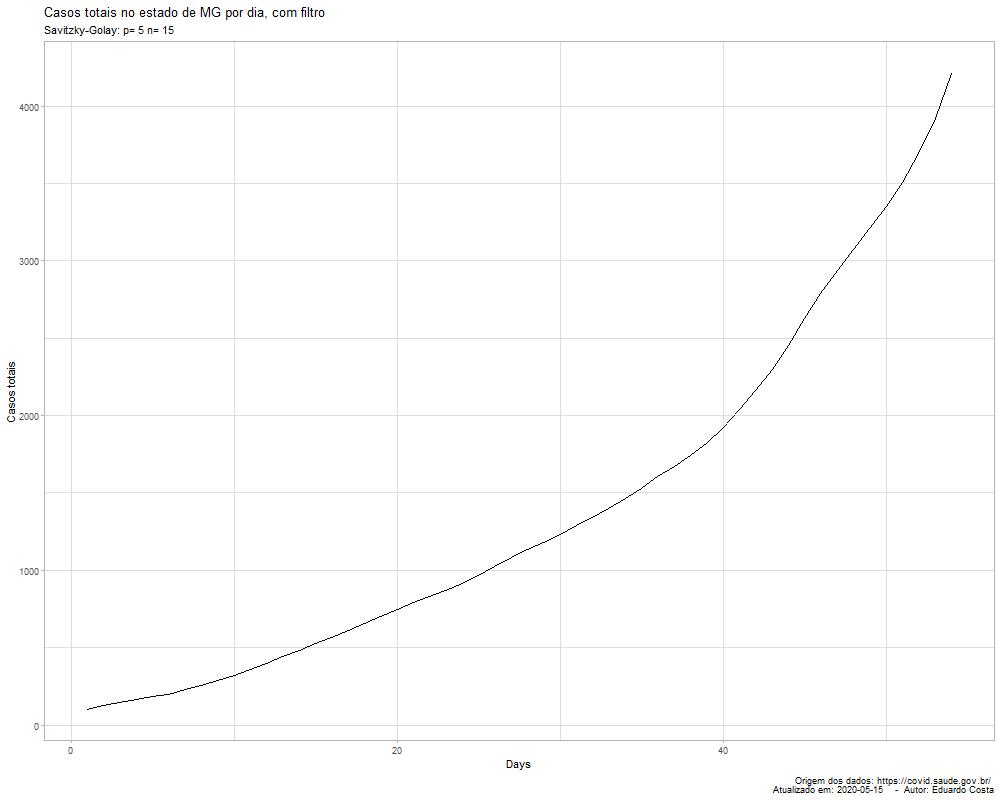 Casos totais no estado de MG por dia, com filtro
Savitzky-Golay: p= 5 n= 15
Casos totais
4000
3000
2000
1000
0
0
20
40
Days
Origem dos dados: https://covid.saude.gov.br/
Atualizado em: 2020-05-15 - Autor: Eduardo Costa